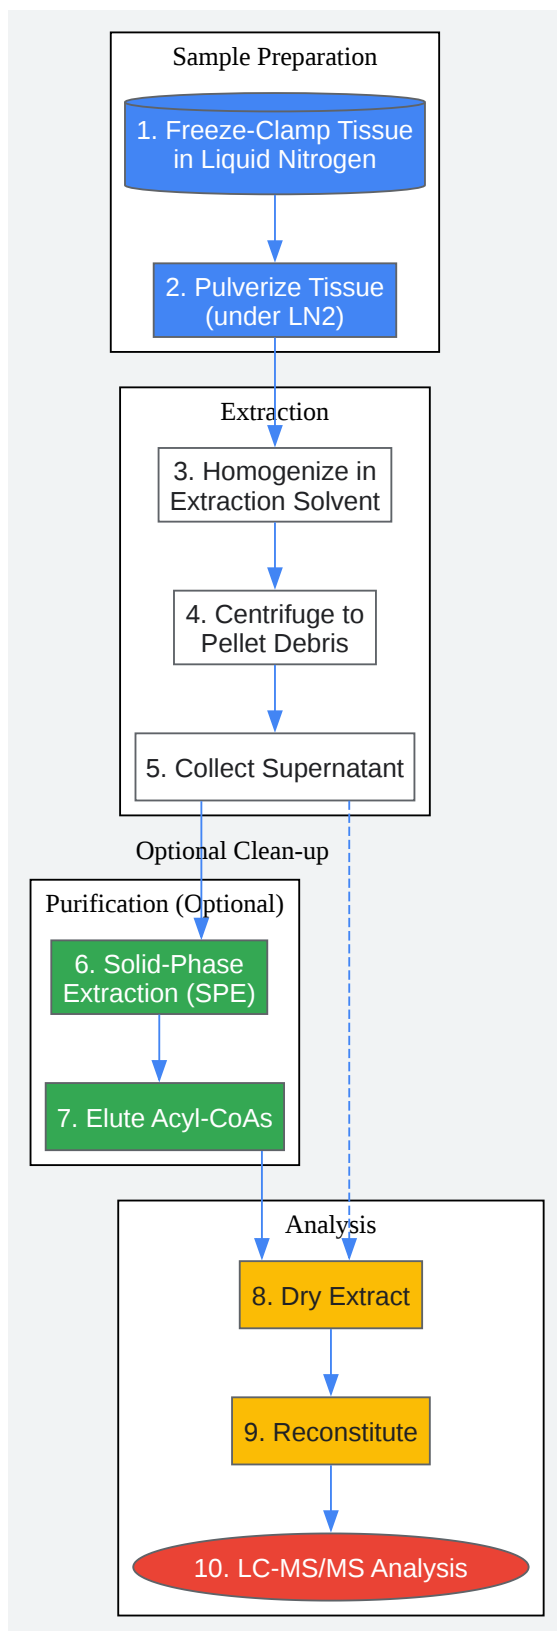 Sample Preparation
1. Freeze-Clamp Tissue
in Liquid Nitrogen
2. Pulverize Tissue
(under LN2)
Extraction
3. Homogenize in
Extraction Solvent
4. Centrifuge to
Pellet Debris
5. Collect Supernatant
Optional Clean-up
Purification (Optional)
6. Solid-Phase
Extraction (SPE)
7. Elute Acyl-CoAs
Analysis
8. Dry Extract
9. Reconstitute
10. LC-MS/MS Analysis